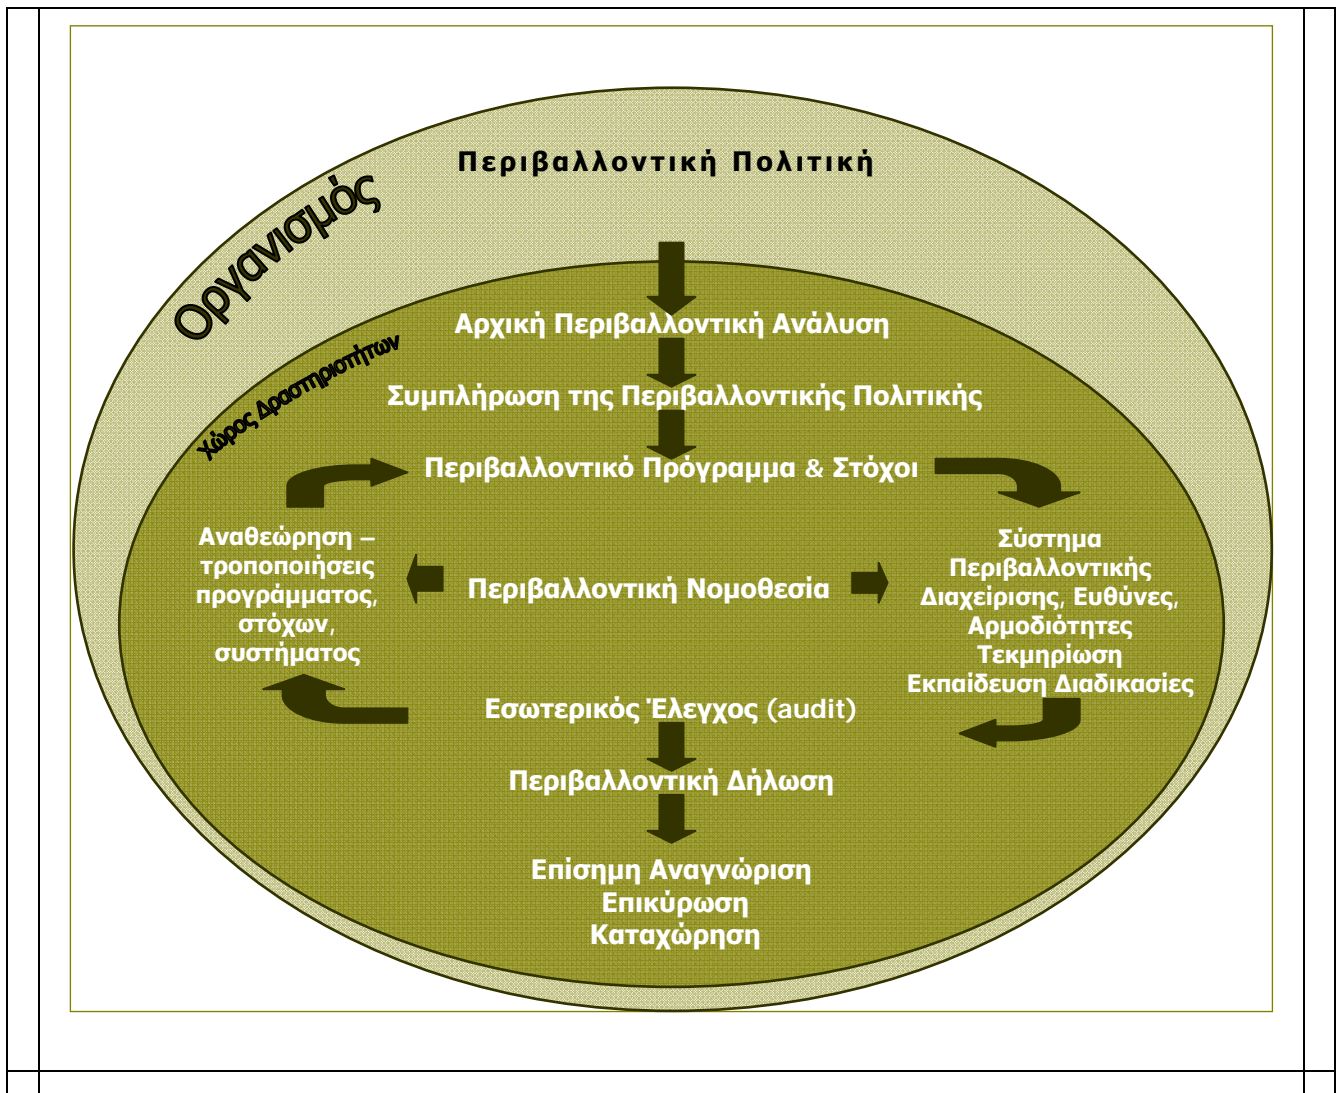 Περιβαλλοντική Πολιτική
Οργανισμός
Αρχική Περιβαλλοντική Ανάλυση
Χώρος Δραστηριοτήτων
Συμπλήρωση της Περιβαλλοντικής Πολιτικής
Περιβαλλοντικό Πρόγραμμα & Στόχοι
Αναθεώρηση –
τροποποιήσεις
προγράμματος,
στόχων,
συστήματος
Περιβαλλοντική Νομοθεσία
Σύστημα
Περιβαλλοντικής
Διαχείρισης, Ευθύνες,
Αρμοδιότητες
Τεκμηρίωση
Εκπαίδευση Διαδικασίες
Εσωτερικός Έλεγχος (audit)
Περιβαλλοντική Δήλωση
Επίσημη Αναγνώριση
Επικύρωση
Καταχώρηση